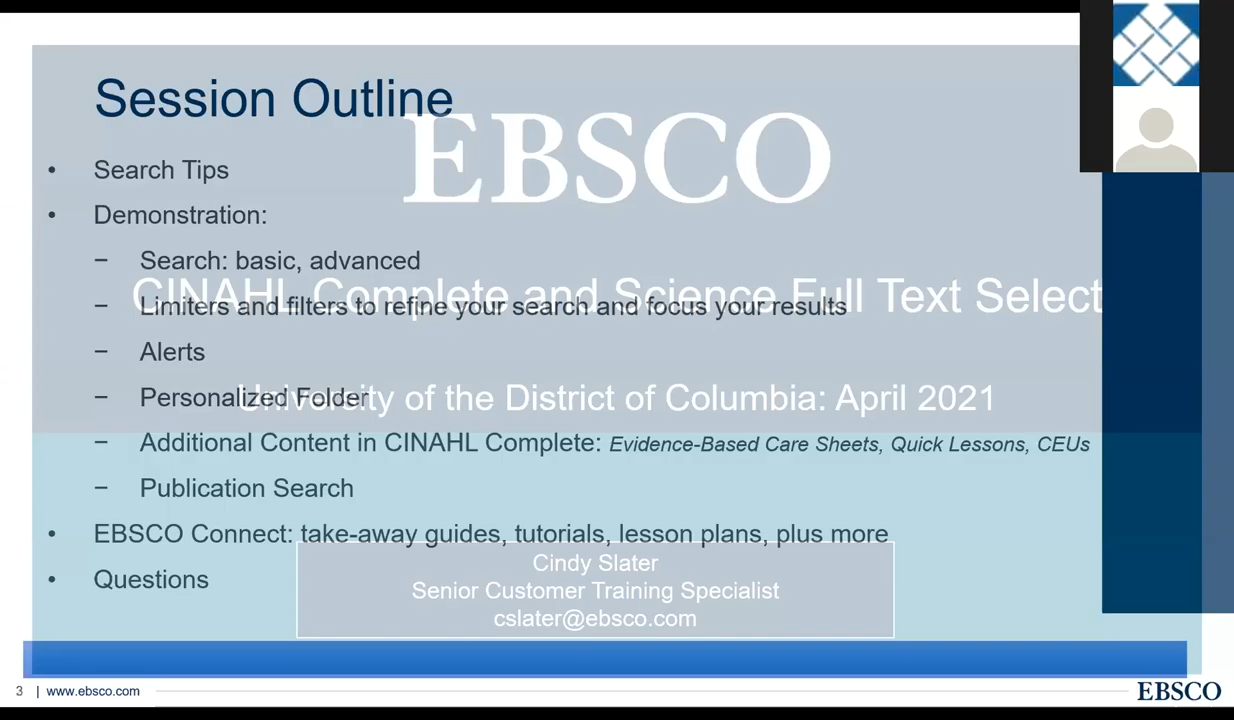 Session Outline
• Search Tips
• Demonstration:
− Search: basic, advanced
− Limiters and filters to refine your search and focus your results
− Alerts
− Personalized Folder
− Additional Content in CINAHL Complete: Evidence-Based Care Sheets, Quick Lessons, CEUs
− Publication Search
• EBSCO Connect: take-away guides, tutorials, lesson plans, plus more
• Questions
EBSCO
CINAHL Complete and Science Full Text Select
University of the District of Columbia: April 2021
Cindy Slater
Senior Customer Training Specialist
cslater@ebsco.com
3 | www.ebsco.com
EBSCO